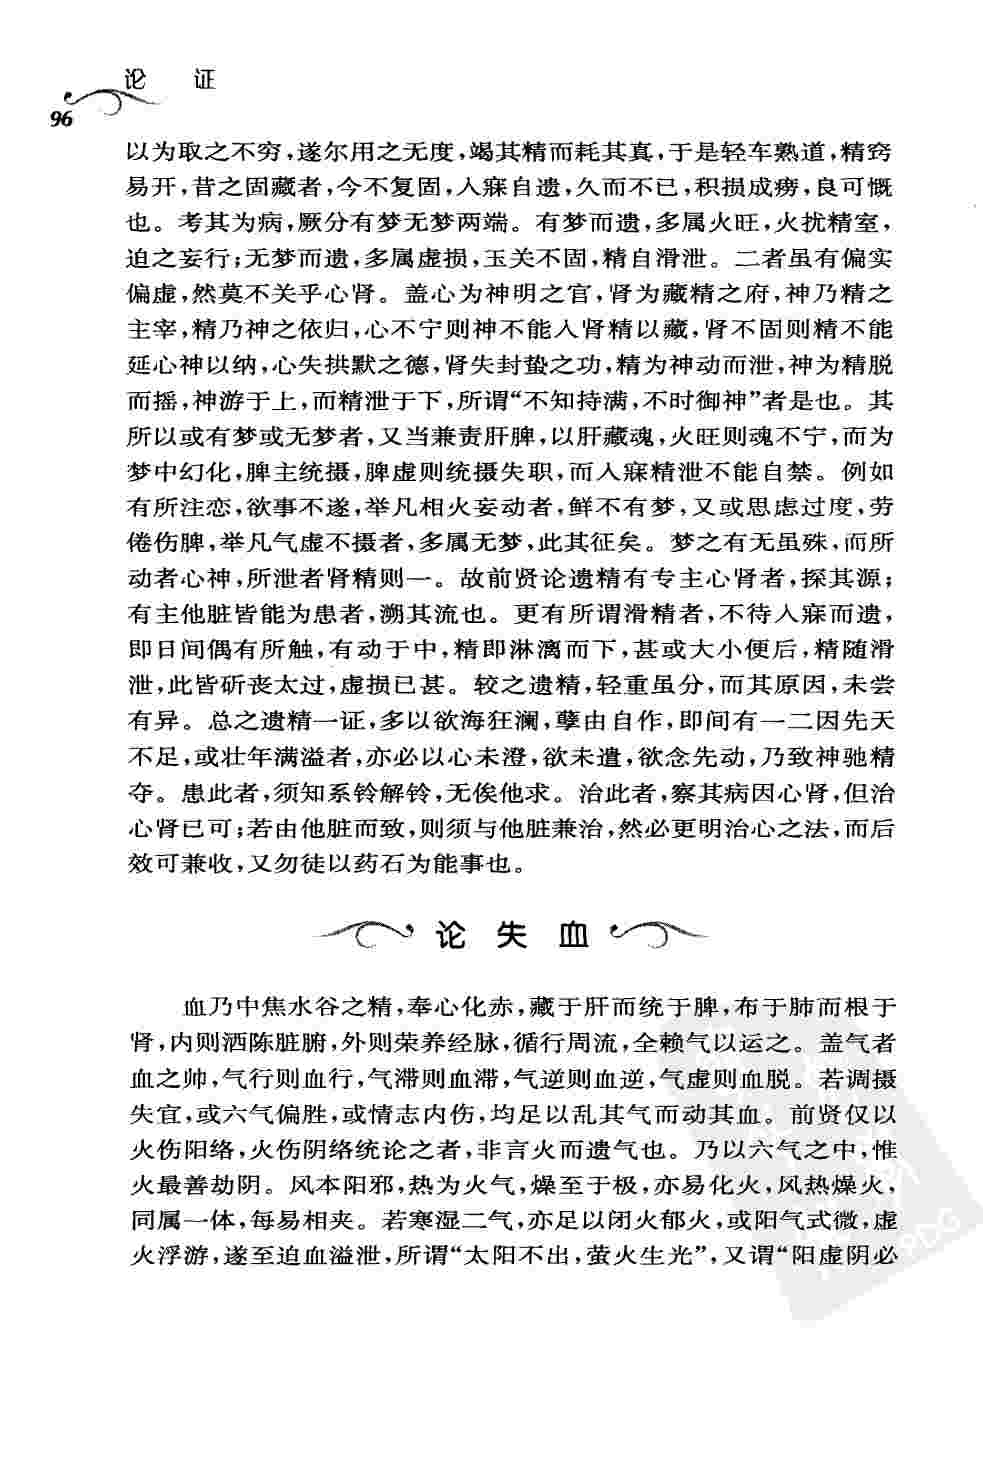 论 证
96
以为取之不穷,遂尔用之无度,竭其精而耗其真,于是轻车熟道,精窍
易开,昔之固藏者,今不复固,人寐自遗,久而不已,积损成痨,良可慨
也。考其为病,厥分有梦无梦两端。有梦而遗,多属火旺,火扰精室,
迫之妄行;无梦而遗,多属虚损,玉关不固,精自滑泄。二者虽有偏实
偏虚,然莫不关乎心肾。盖心为神明之官,肾为藏精之府,神乃精之
主宰,精乃神之依归,心不宁则神不能入肾精以藏,肾不固则精不能
延心神以纳,心失拱默之德,肾失封蛰之功,精为神动而泄,神为精脱
而摇,神游于上,而精泄于下,所谓“不知持满,不时御神”者是也。其
所以或有梦或无梦者,又当兼责肝脾,以肝藏魂,火旺则魂不宁,而为
梦中幻化,脾主统摄,脾虚则统摄失职,而人寐精泄不能自禁。例如
有所注恋,欲事不遂,举凡相火妄动者,鲜不有梦,又或思虑过度,劳
倦伤脾,举凡气虚不摄者,多属无梦,此其征矣。梦之有无虽殊,而所
动者心神,所泄者肾精则一。故前贤论遗精有专主心肾者,探其源;
有主他脏皆能为患者,溯其流也。更有所谓滑精者,不待人寐而遗,
即日间偶有所触,有动于中,精即淋漓而下,甚或大小便后,精随滑
泄,此皆斫丧太过,虚损已甚。较之遗精,轻重虽分,而其原因,未尝
有异。总之遗精一证,多以欲海狂澜,孽由自作,即间有一二因先天
不足,或壮年满溢者,亦必以心未澄,欲未遣,欲念先动,乃致神驰精
夺。患此者,须知系铃解铃,无俟他求。治此者,察其病因心肾,但治
心肾已可;若由他脏而致,则须与他脏兼治,然必更明治心之法,而后
效可兼收,又勿徒以药石为能事也。
论失血
血乃中焦水谷之精,奉心化赤,藏于肝而统于脾,布于肺而根于
肾,内则洒陈脏腑,外则荣养经脉,循行周流,全赖气以运之。盖气者
血之帅,气行则血行,气滞则血滞,气逆则血逆,气虚则血脱。若调摄
失宜,或六气偏胜,或情志内伤,均足以乱其气而动其血。前贤仅以
火伤阳络,火伤阴络统论之者,非言火而遗气也。乃以六气之中,惟
火最善劫阴。风本阳邪,热为火气,燥至于极,亦易化火,风热燥火,
同属一体,每易相夹。若寒湿二气,亦足以闭火郁火,或阳气式微,虚
火浮游,遂至迫血溢泄,所谓“太阳不出,萤火生光”,又谓“阳虚阴必